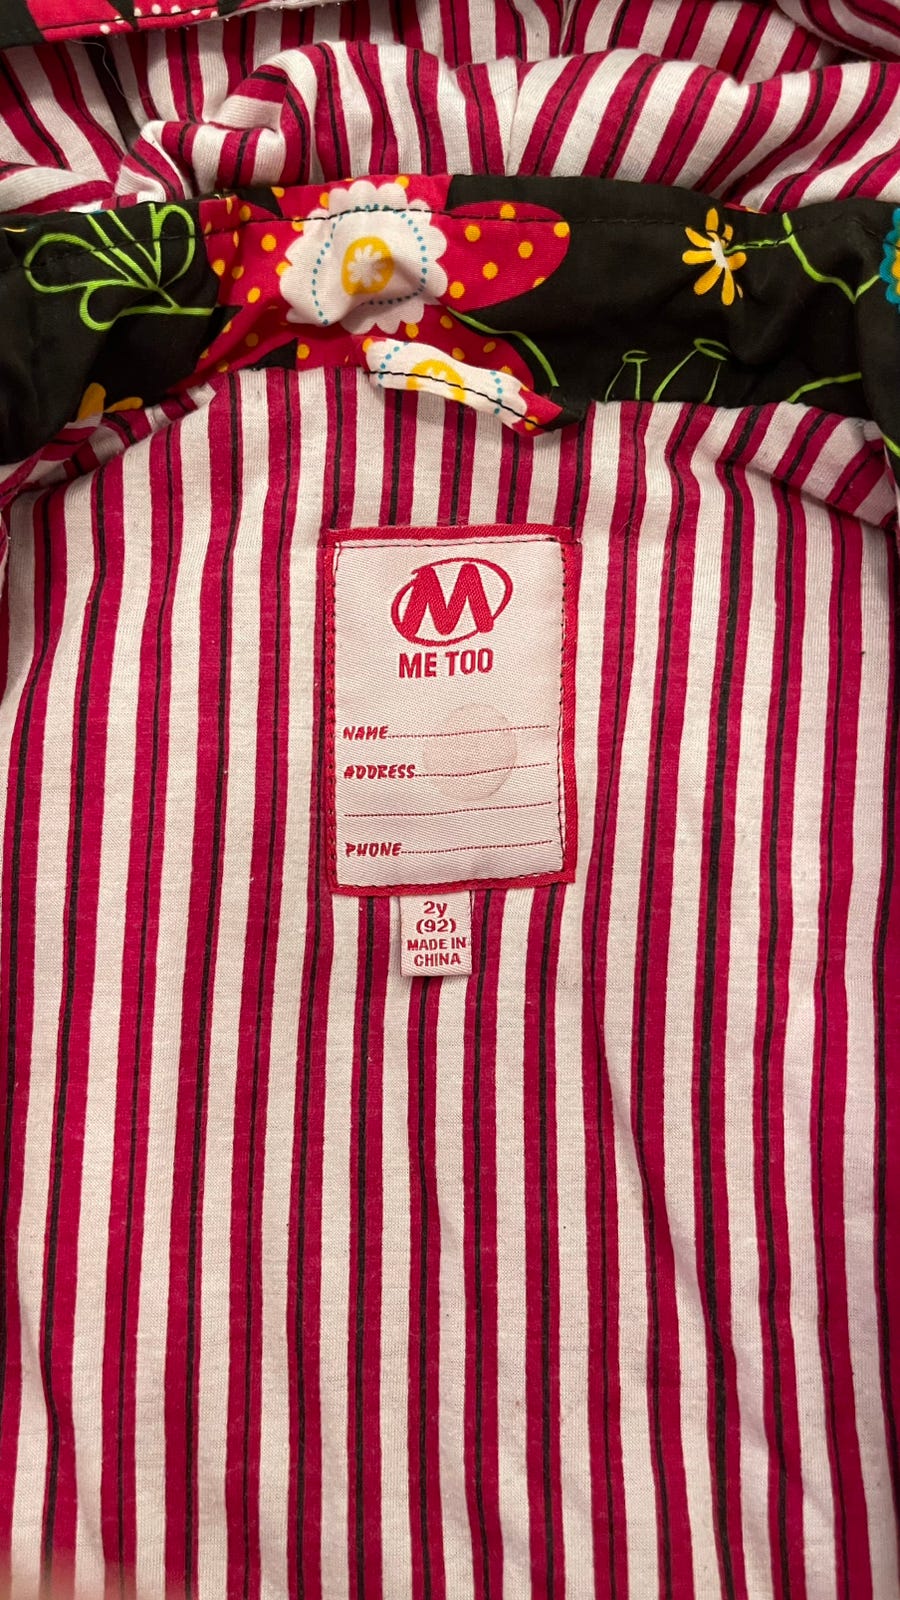 M
ME TOO
NAME
ADDRESS
PHONE
2y
(92)
MADE IN
CHINA